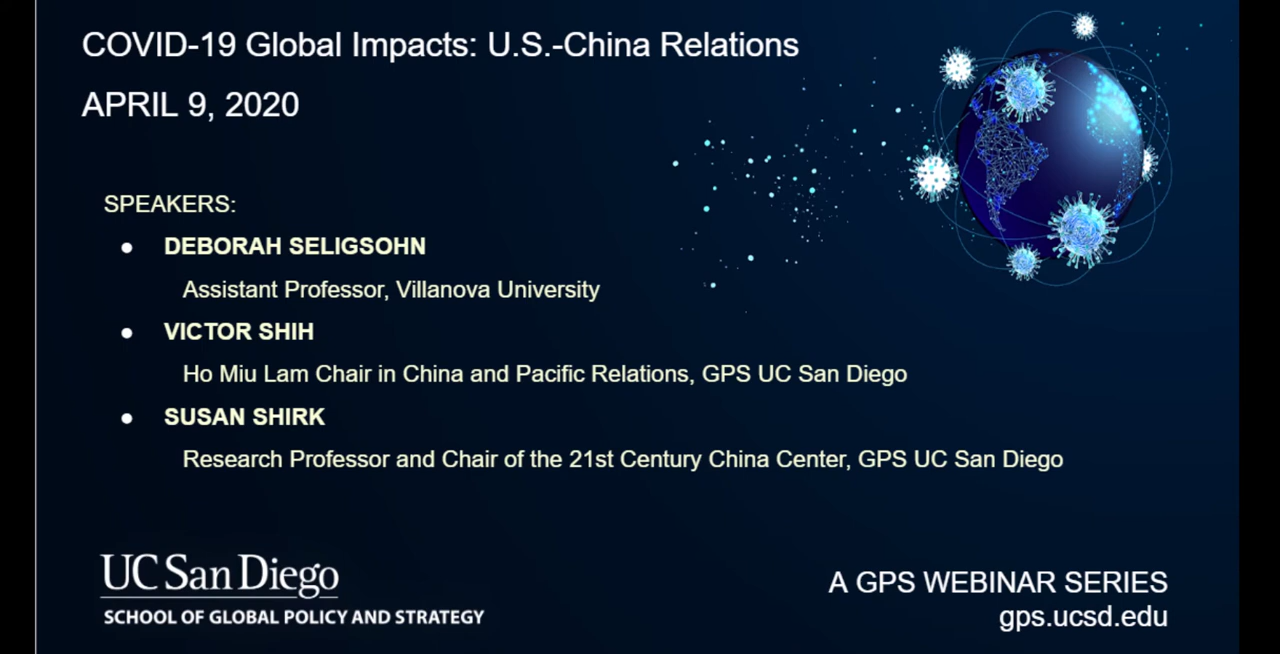 COVID-19 Global Impacts: U.S.-China Relations
APRIL 9, 2020
SPEAKERS:
● DEBORAH SELIGSOHN
Assistant Professor, Villanova University
● VICTOR SHIH
Ho Miu Lam Chair in China and Pacific Relations, GPS UC San Diego
● SUSAN SHIRK
Research Professor and Chair of the 21st Century China Center, GPS UC San Diego
UC San Diego
SCHOOL OF GLOBAL POLICY AND STRATEGY
A GPS WEBINAR SERIES
gps.ucsd.edu